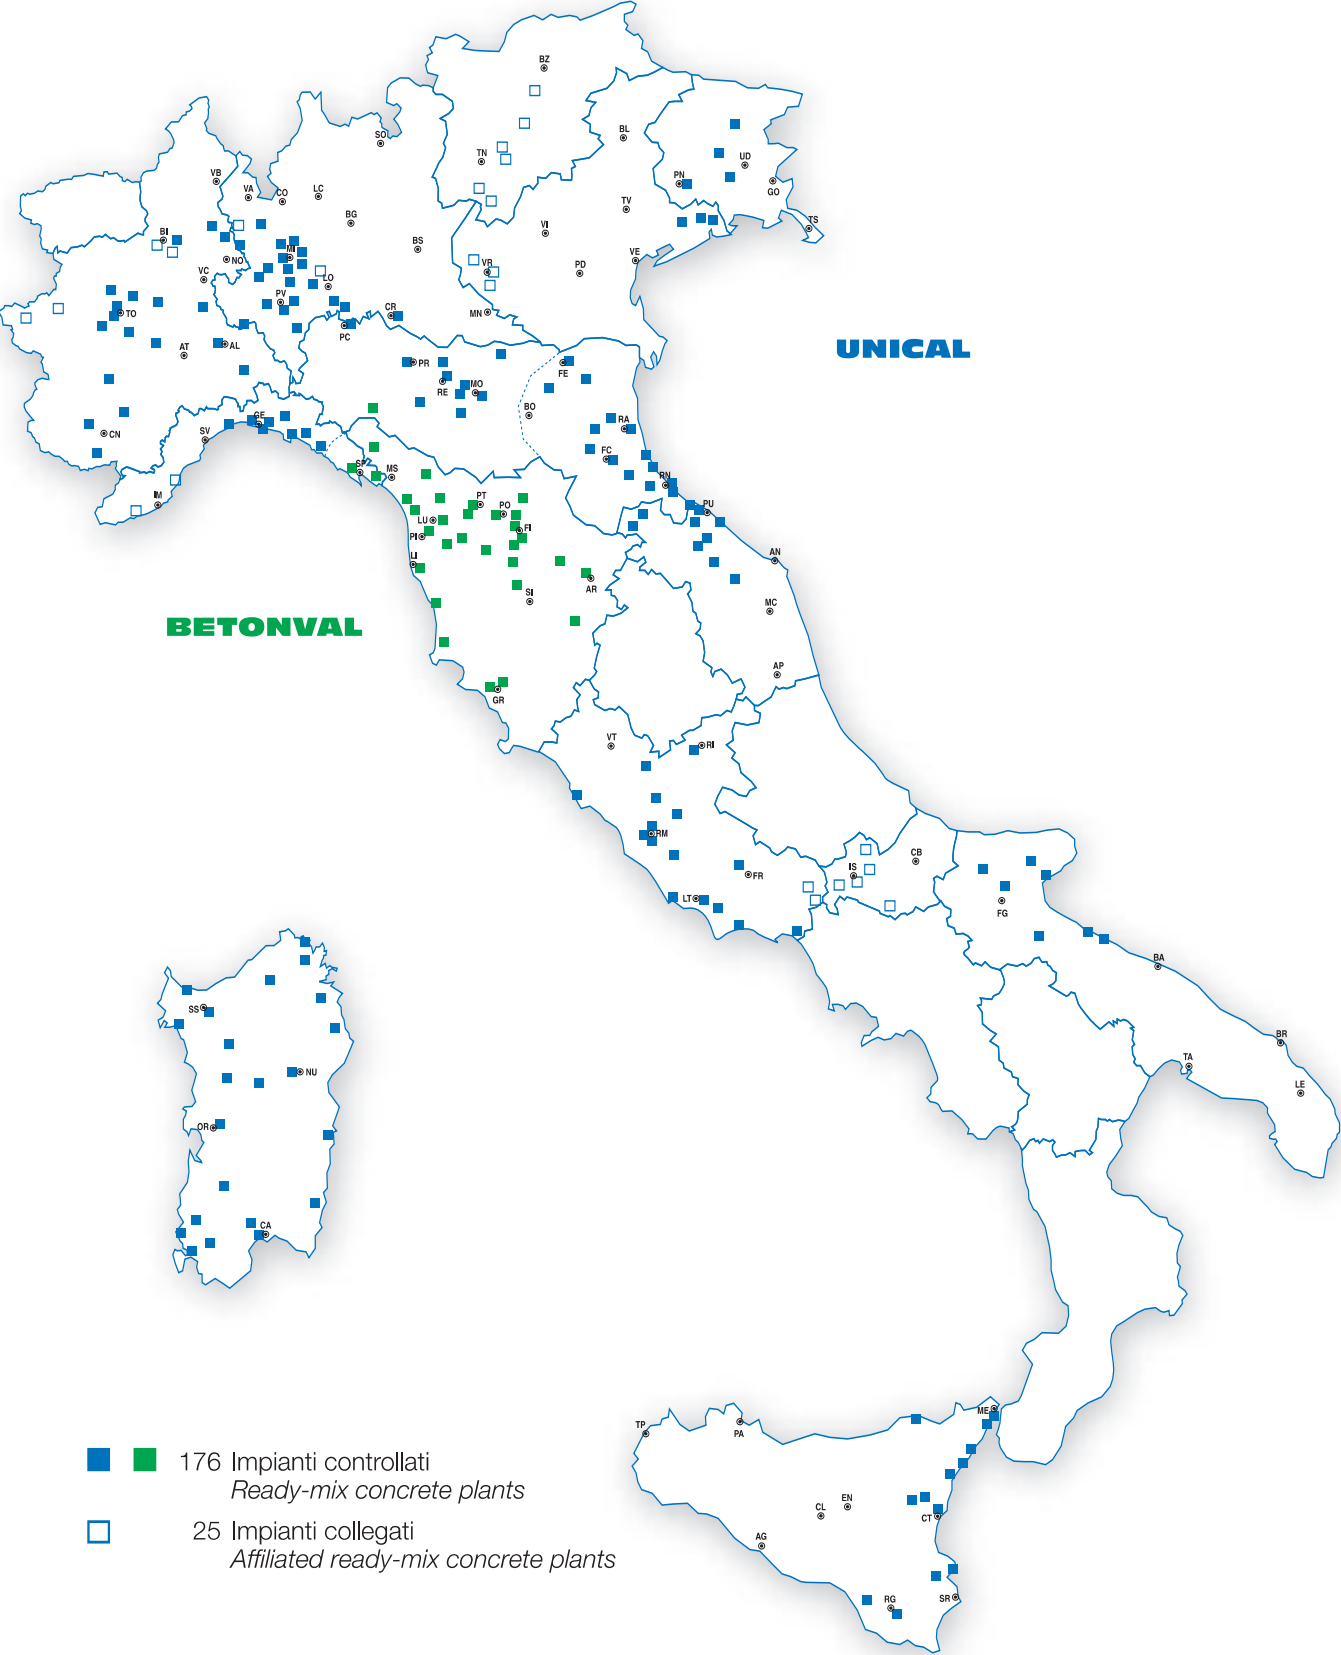 BZ
SO
BL
TN
UD
PN
GO
VB
VA
CO
LC
TV
BG
TS
VI
BI
BS
MI
NO
VE
VR
PD
VC
LO
PV
TO
CR
MN
PC
AL
AT
UNICAL
PR
FE
RE
MO
BO
GE
RA
CN
SV
FC
SP
MS
RN
IM
PT
PO
PU
LU
FI
PI
LI
AN
AR
SI
MC
BETONVAL
AP
GR
VT
RI
RM
CB
IS
FR
LT
FG
BA
SS
BR
TA
NU
LE
OR
CA
ME
TP
PA
EN
CL
CT
AG
RG
SR
176 Impianti controllati
Ready-mix concrete plants
25 Impianti collegati
Affiliated ready-mix concrete plants